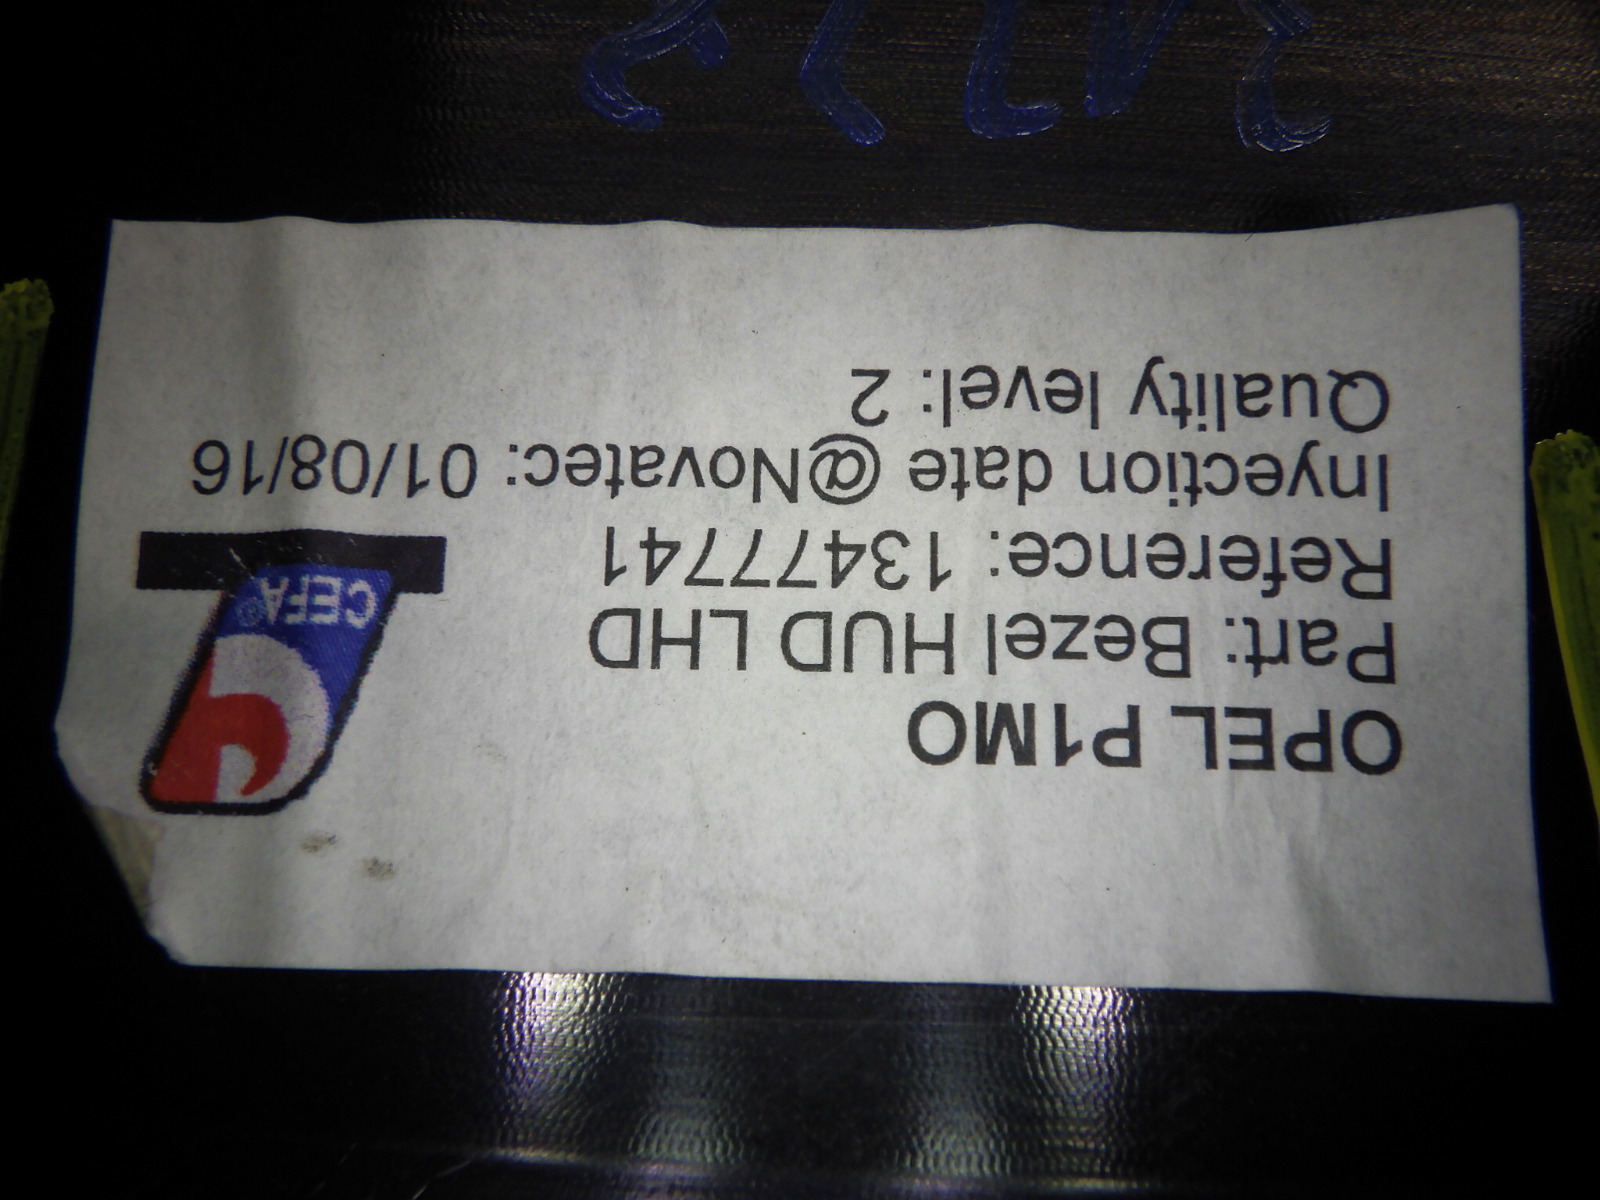 OPEL P1MO
Part: Bezel HUD LHD
Reference: 13477741
Inyection date @Novatec: 01/08/16
Quality level: 2
CEFA®